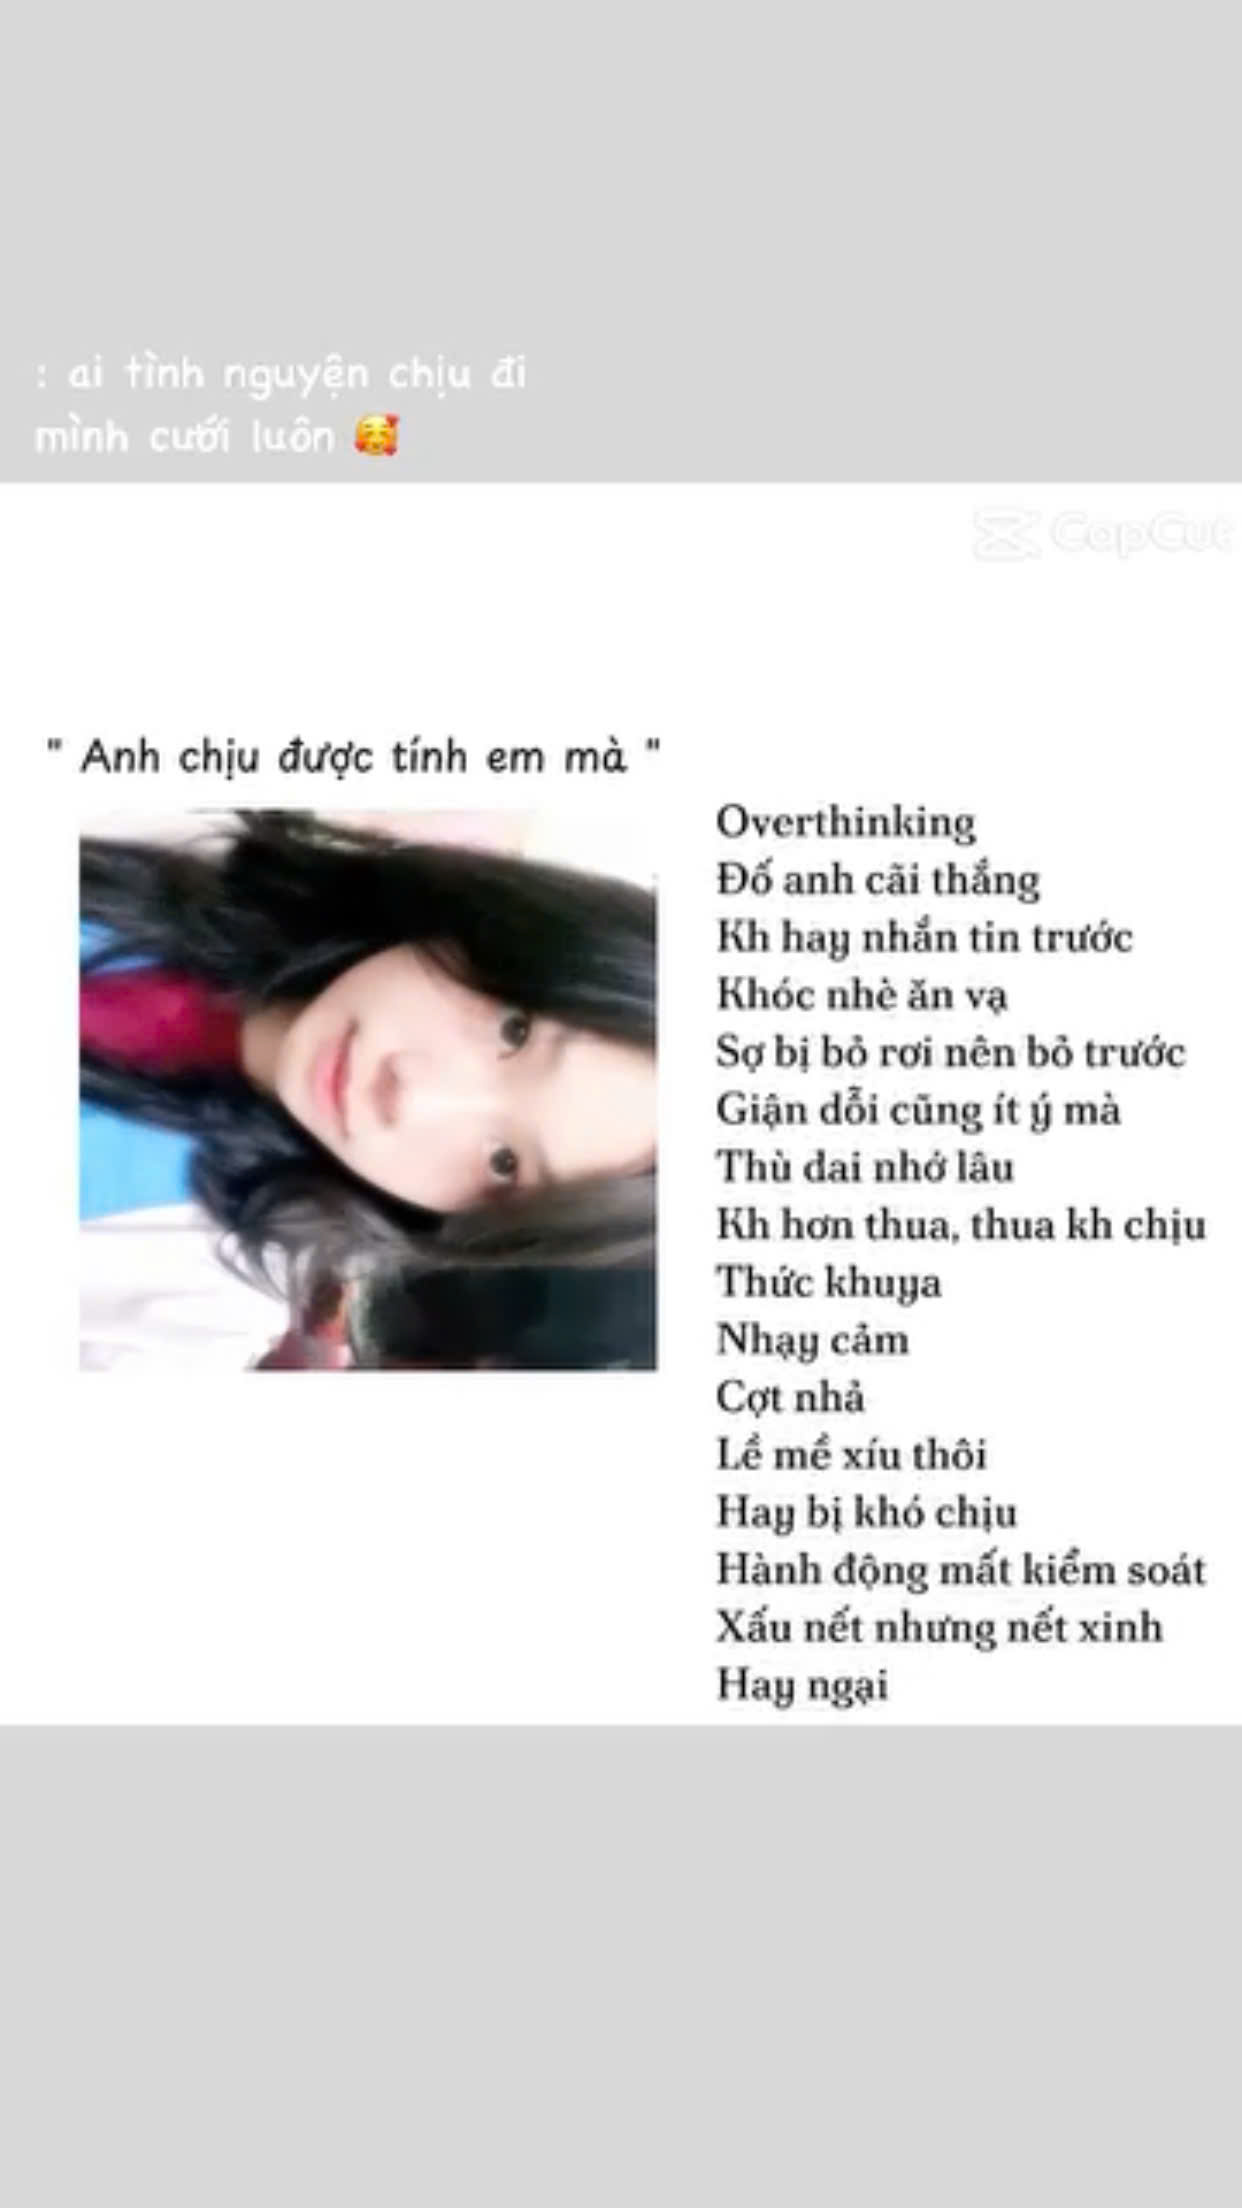 : ai tình nguyện chịu đi
mình cưới luôn 🥰
CapCut
" Anh chịu được tính em mà "
Overthinking
Đố anh cãi thắng
Kh hay nhắn tin trước
Khóc nhè ăn vạ
Sợ bị bỏ rơi nên bỏ trước
Giận dỗi cũng ít ý mà
Thù dai nhớ lâu
Kh hơn thua, thua kh chịu
Thức khuya
Nhạy cảm
Cợt nhả
Lề mề xíu thôi
Hay bị khó chịu
Hành động mất kiểm soát
Xấu nết nhưng nết xinh
Hay ngại